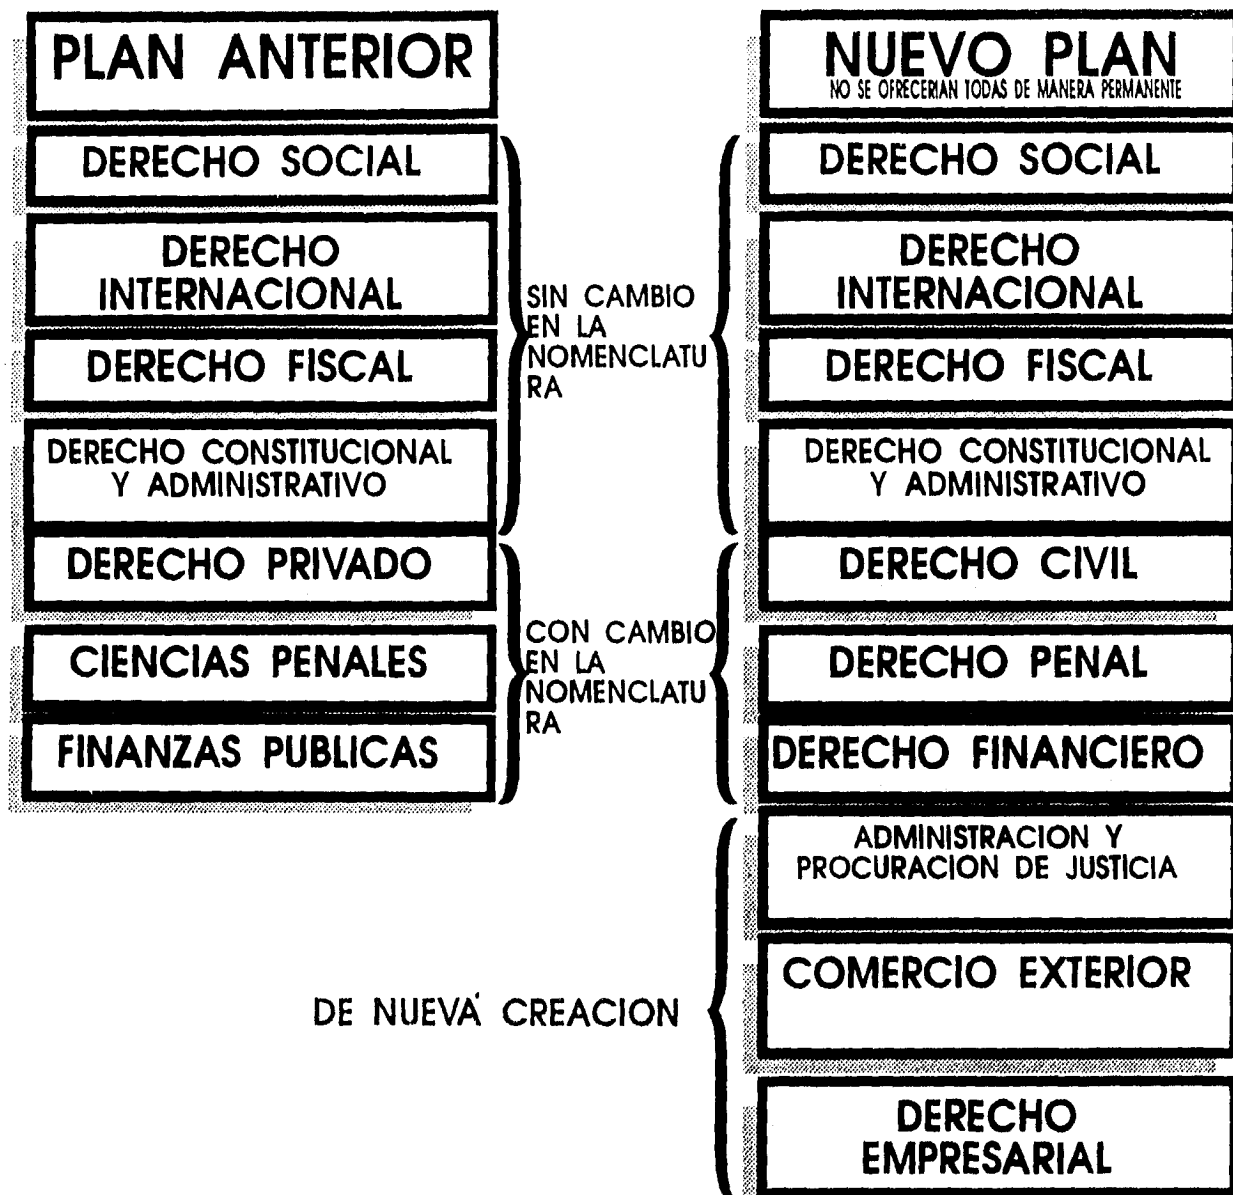 PLAN ANTERIOR
DERECHO SOCIAL
DERECHO
INTERNACIONAL
DERECHO FISCAL
DERECHO CONSTITUCIONAL
Y ADMINISTRATIVO
DERECHO PRIVADO
CIENCIAS PENALES
FINANZAS PUBLICAS
SIN CAMBIO
EN LA
NOMENCLATU
RA
CON CAMBIO
EN LA
NOMENCLATU
RA
DE NUEVA CREACION
NUEVO PLAN
NO SE OFRECERIAN TODAS DE MANERA PERMANENTE
DERECHO SOCIAL
DERECHO
INTERNACIONAL
DERECHO FISCAL
DERECHO CONSTITUCIONAL
Y ADMINISTRATIVO
DERECHO CIVIL
DERECHO PENAL
DERECHO FINANCIERO
ADMINISTRACION Y
PROCURACION DE JUSTICIA
COMERCIO EXTERIOR
DERECHO
EMPRESARIAL